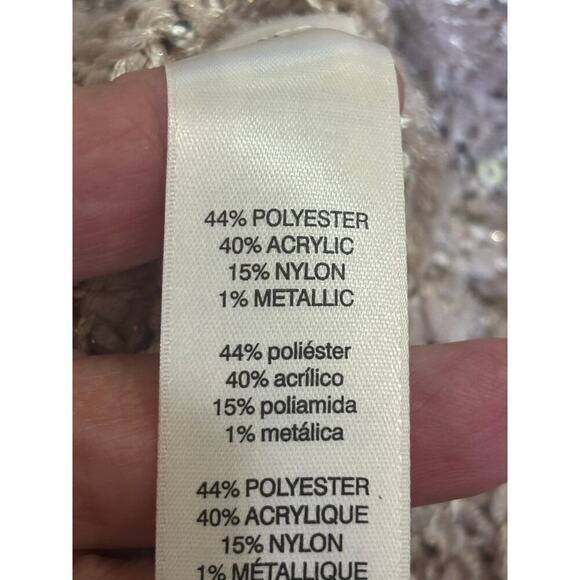 44% POLYESTER
40% ACRYLIC
15% NYLON
1% METALLIC
44% poliéster
40% acrílico
15% poliamida
1% metálica
44% POLYESTER
40% ACRYLIQUE
15% NYLON
1% MÉTALLIQUE